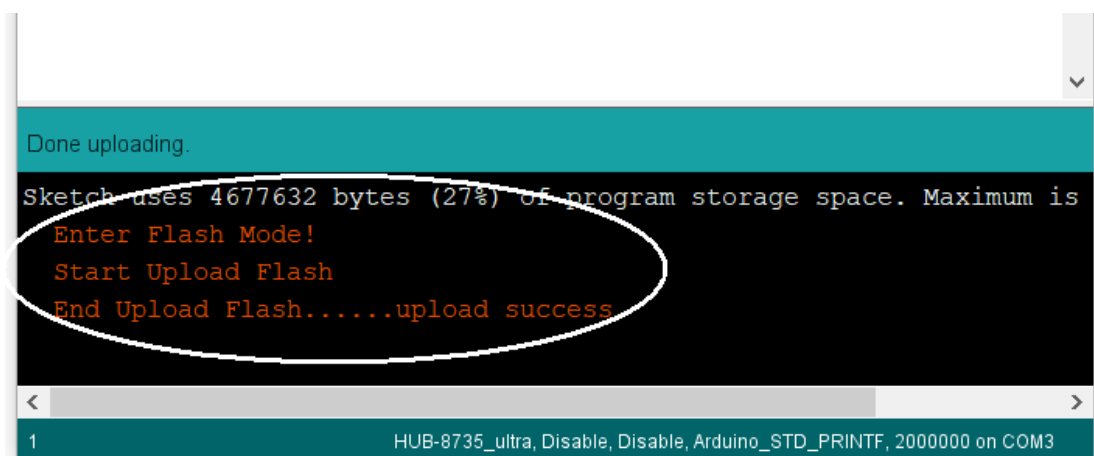 Done uploading.
Sketch uses 4677632 bytes (27%) of program storage space. Maximum is
Enter Flash Mode!
Start Upload Flash
End Upload Flash......upload success
1
HUB-8735_ultra, Disable, Disable, Arduino_STD_PRINTF, 2000000 on COM3